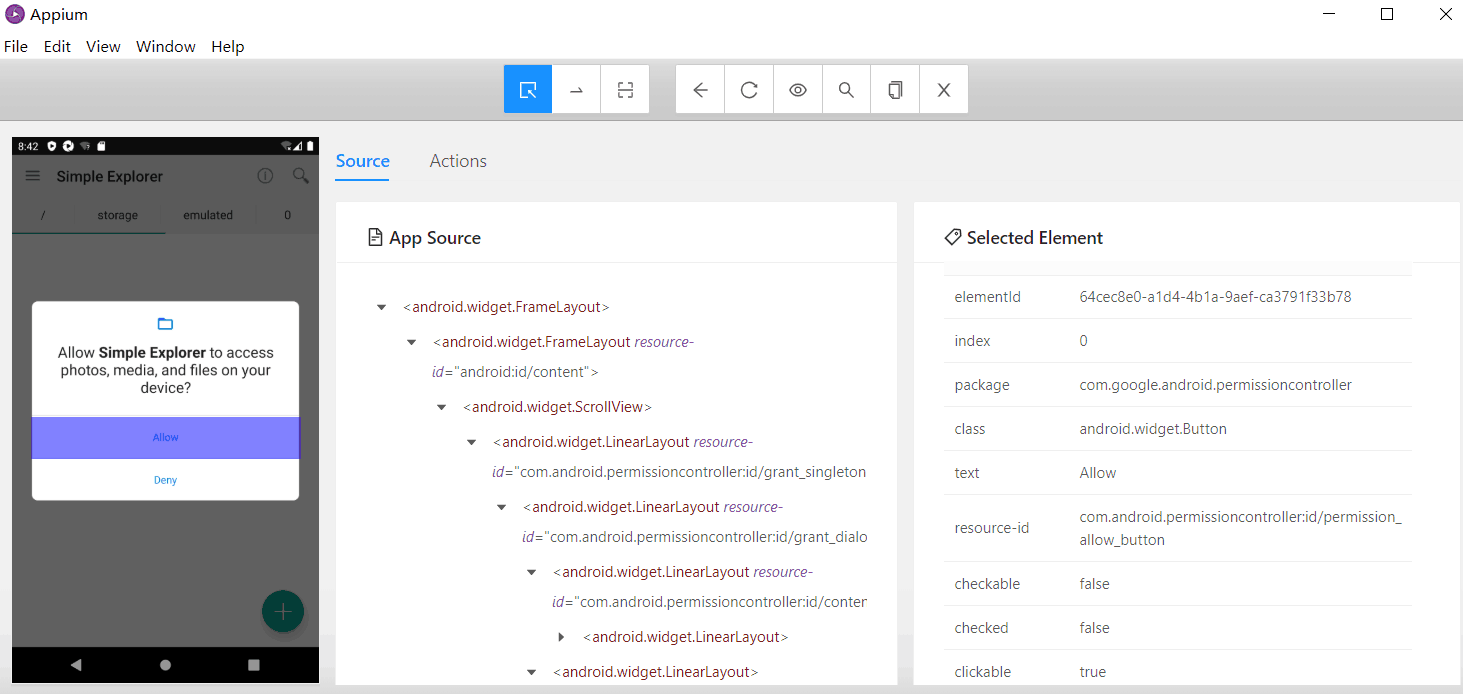 Appium
File Edit View Window Help
8:42
Simple Explorer
/ storage emulated 0
Allow Simple Explorer to access
photos, media, and files on your
device?
Allow
Deny
Source Actions
App Source
<android.widget.FrameLayout>
<android.widget.FrameLayout resource-
id="android:id/content">
<android.widget.ScrollView>
<android.widget.LinearLayout resource-
id="com.android.permissioncontroller:id/grant_singleton
<android.widget.LinearLayout resource-
id="com.android.permissioncontroller:id/grant_dialo
<android.widget.LinearLayout resource-
id="com.android.permissioncontroller:id/conter
<android.widget.LinearLayout>
<android.widget.LinearLayout>
Selected Element
elementId 64cec8e0-a1d4-4b1a-9aef-ca3791f33b78
index 0
package com.google.android.permissioncontroller
class android.widget.Button
text Allow
resource-id com.android.permissioncontroller:id/permission_
allow_button
checkable false
checked false
clickable true